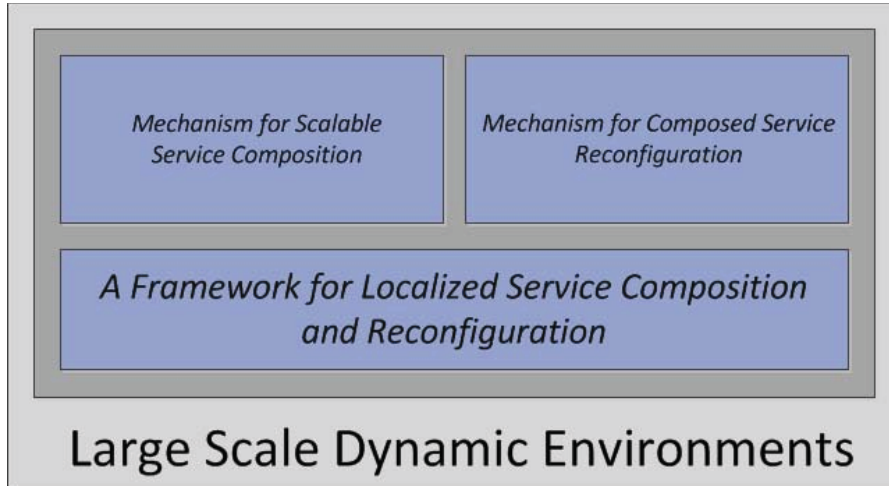 Mechanism for Scalable
Service Composition
Mechanism for Composed Service
Reconfiguration
A Framework for Localized Service Composition
and Reconfiguration
Large Scale Dynamic Environments